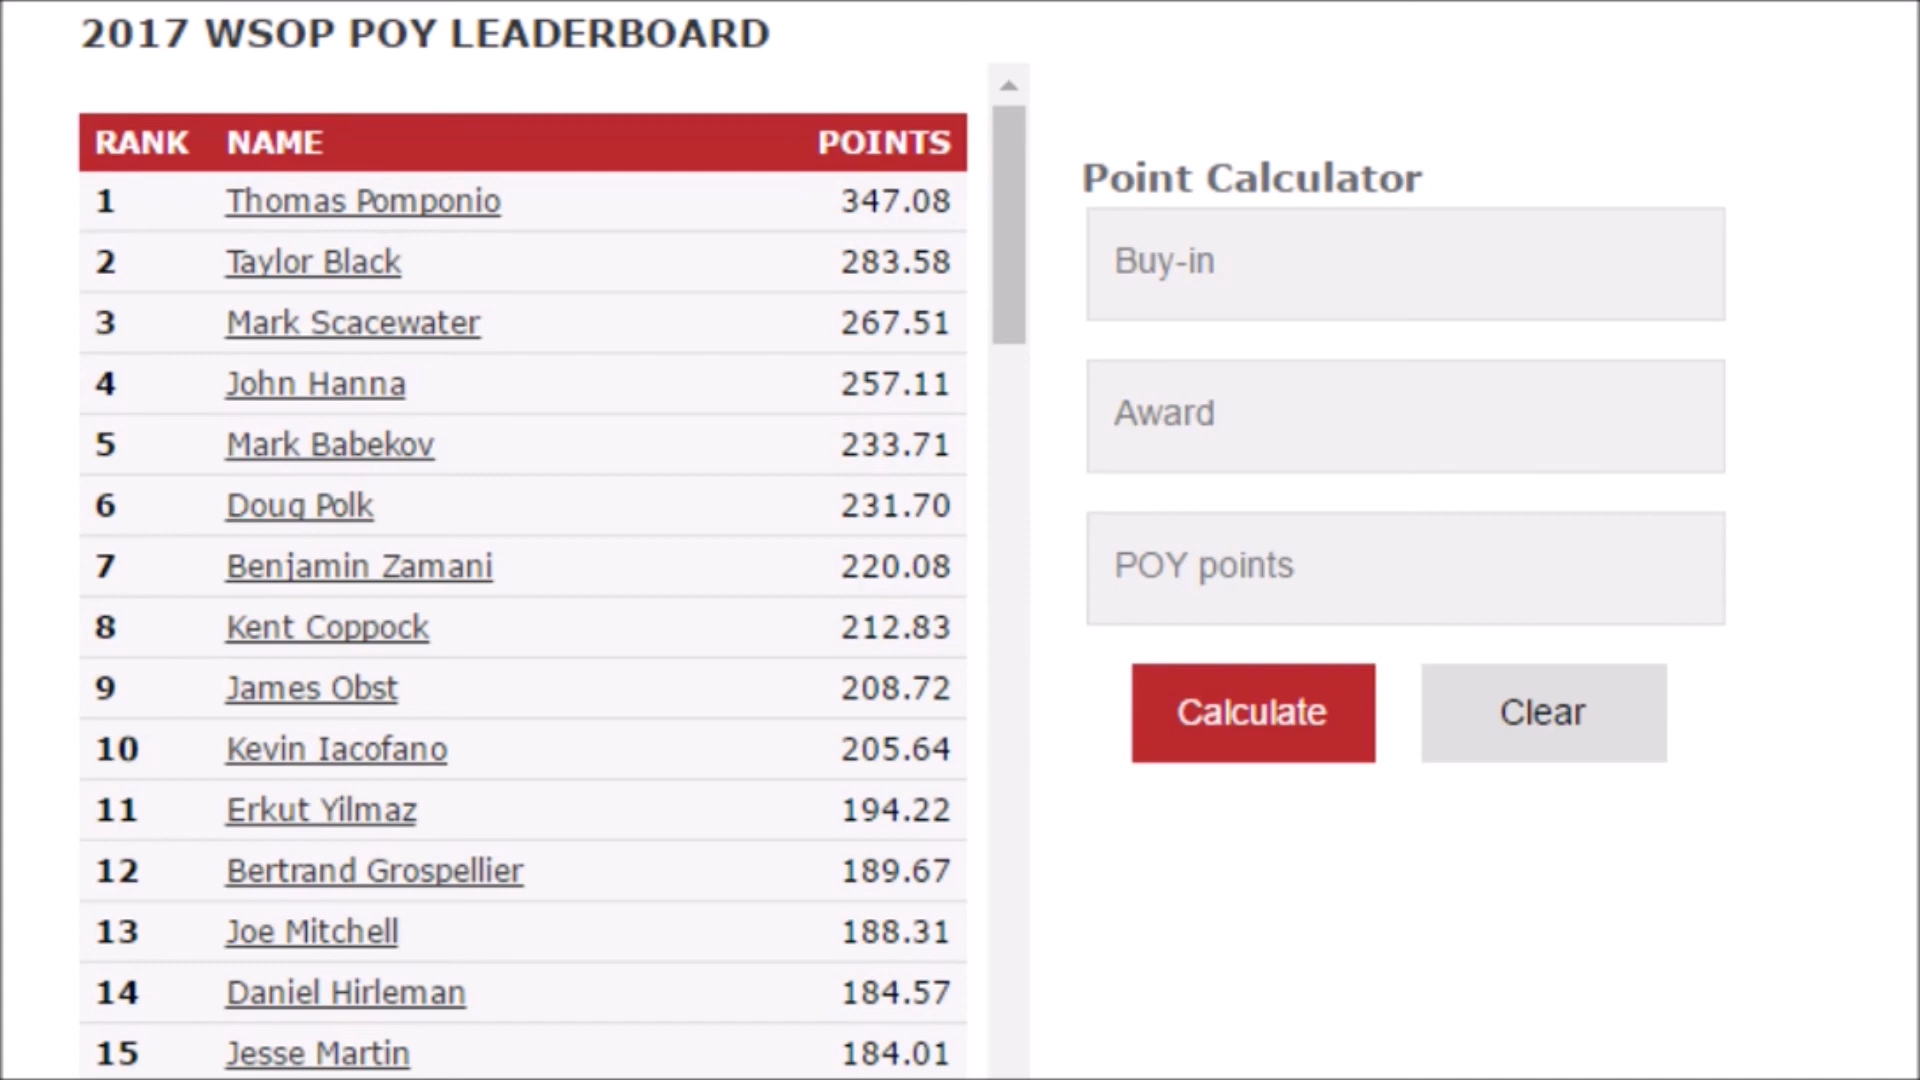 2017 WSOP POY LEADERBOARD
RANK NAME POINTS
1 Thomas Pomponio 347.08
2 Taylor Black 283.58
3 Mark Scacewater 267.51
4 John Hanna 257.11
5 Mark Babekov 233.71
6 Doug Polk 231.70
7 Benjamin Zamani 220.08
8 Kent Coppock 212.83
9 James Obst 208.72
10 Kevin Iacofano 205.64
11 Erkut Yilmaz 194.22
12 Bertrand Grospellier 189.67
13 Joe Mitchell 188.31
14 Daniel Hirleman 184.57
15 Jesse Martin 184.01
Point Calculator
Buy-in
Award
POY points
Calculate Clear